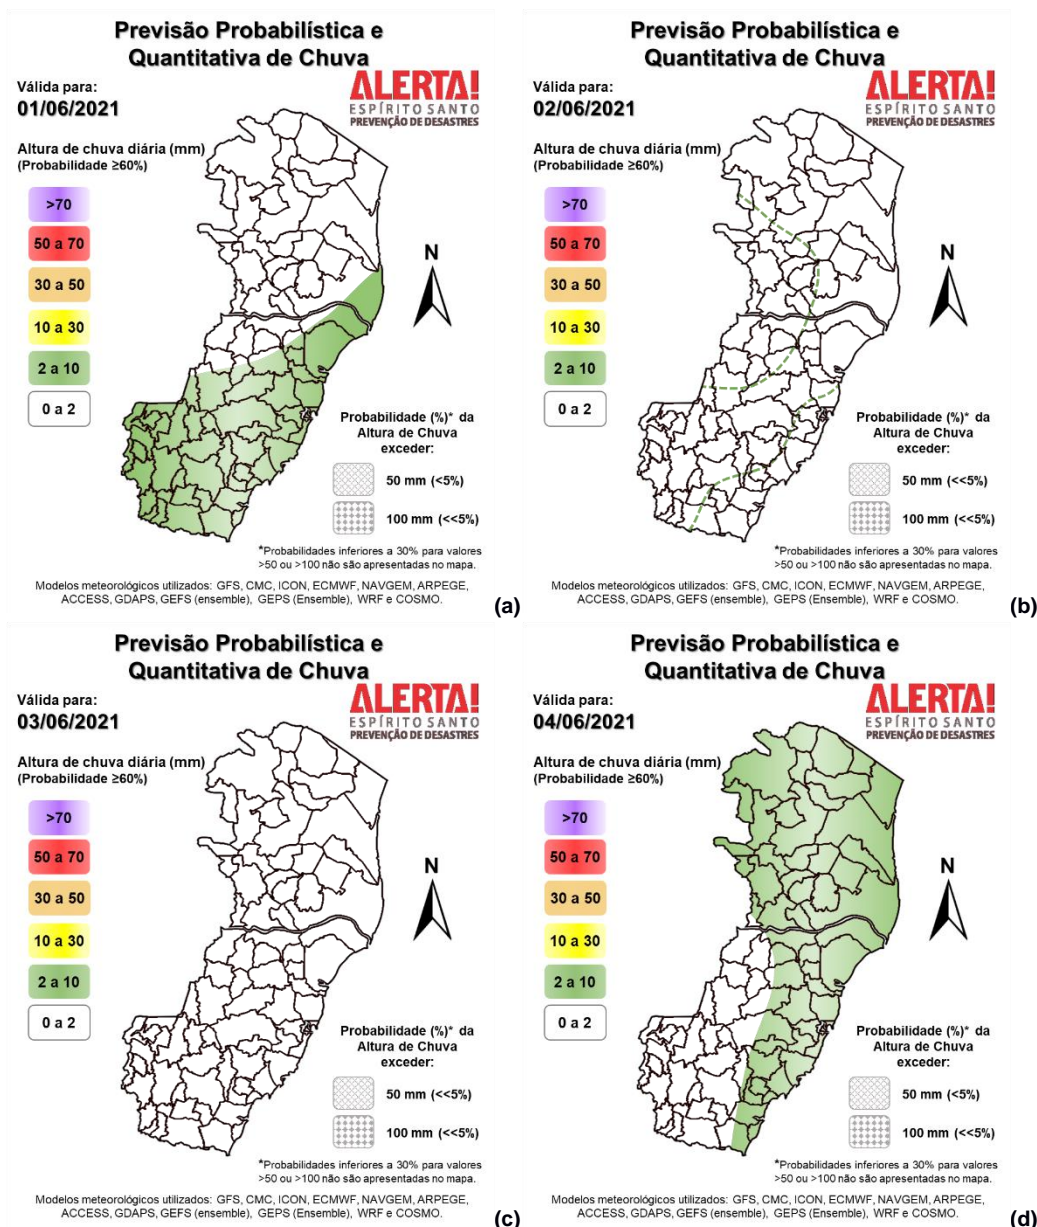 Previsão Probabilística e
Quantitativa de Chuva
Válida para:
01/06/2021
ALERTA!
ESPÍRITO SANTO
PREVENÇÃO DE DESASTRES
Altura de chuva diária (mm)
(Probabilidade ≥60%)
>70
50 a 70
30 a 50
10 a 30
2 a 10
0 a 2
N
Probabilidade (%)* da
Altura de Chuva
exceder:
50 mm (<5%)
100 mm (<<5%)
*Probabilidades inferiores a 30% para valores
>50 ou >100 não são apresentadas no mapa.
Modelos meteorológicos utilizados: GFS, CMC, ICON, ECMWF, NAVGEM, ARPEGE,
ACCESS, GDAPS, GEFS (ensemble), GEPS (Ensemble), WRF e COSMO.
(a)
Previsão Probabilística e
Quantitativa de Chuva
Válida para:
02/06/2021
ALERTA!
ESPÍRITO SANTO
PREVENÇÃO DE DESASTRES
Altura de chuva diária (mm)
(Probabilidade ≥60%)
>70
50 a 70
30 a 50
10 a 30
2 a 10
0 a 2
N
Probabilidade (%)* da
Altura de Chuva
exceder:
50 mm (<5%)
100 mm (<<5%)
*Probabilidades inferiores a 30% para valores
>50 ou >100 não são apresentadas no mapa.
Modelos meteorológicos utilizados: GFS, CMC, ICON, ECMWF, NAVGEM, ARPEGE,
ACCESS, GDAPS, GEFS (ensemble), GEPS (Ensemble), WRF e COSMO.
(b)
Previsão Probabilística e
Quantitativa de Chuva
Válida para:
03/06/2021
ALERTA!
ESPÍRITO SANTO
PREVENÇÃO DE DESASTRES
Altura de chuva diária (mm)
(Probabilidade ≥60%)
>70
50 a 70
30 a 50
10 a 30
2 a 10
0 a 2
N
Probabilidade (%)* da
Altura de Chuva
exceder:
50 mm (<<5%)
100 mm (<<5%)
*Probabilidades inferiores a 30% para valores
>50 ou >100 não são apresentadas no mapa.
Modelos meteorológicos utilizados: GFS, CMC, ICON, ECMWF, NAVGEM, ARPEGE,
ACCESS, GDAPS, GEFS (ensemble), GEPS (Ensemble), WRF e COSMO.
(c)
Previsão Probabilística e
Quantitativa de Chuva
Válida para:
04/06/2021
ALERTA!
ESPÍRITO SANTO
PREVENÇÃO DE DESASTRES
Altura de chuva diária (mm)
(Probabilidade ≥60%)
>70
50 a 70
30 a 50
10 a 30
2 a 10
0 a 2
N
Probabilidade (%)* da
Altura de Chuva
exceder:
50 mm (<5%)
100 mm (<<5%)
*Probabilidades inferiores a 30% para valores
>50 ou >100 não são apresentadas no mapa.
Modelos meteorológicos utilizados: GFS, CMC, ICON, ECMWF, NAVGEM, ARPEGE,
ACCESS, GDAPS, GEFS (ensemble), GEPS (Ensemble), WRF e COSMO.
(d)